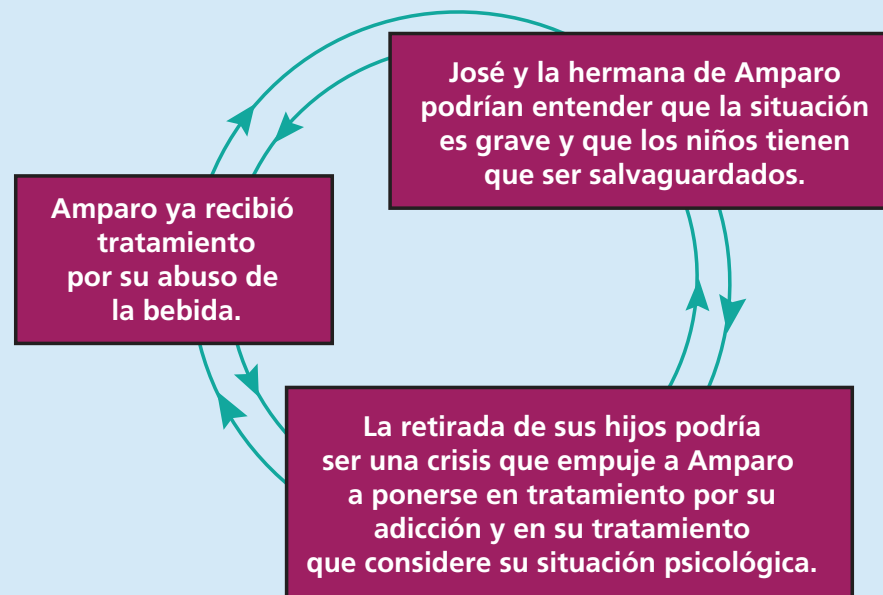 José y la hermana de Amparo
podrían entender que la situación
es grave y que los niños tienen
que ser salvaguardados.
Amparo ya recibió
tratamiento
por su abuso de
la bebida.
La retirada de sus hijos podría
ser una crisis que empuje a Amparo
a ponerse en tratamiento por su
adicción y en su tratamiento
que considere su situación psicológica.